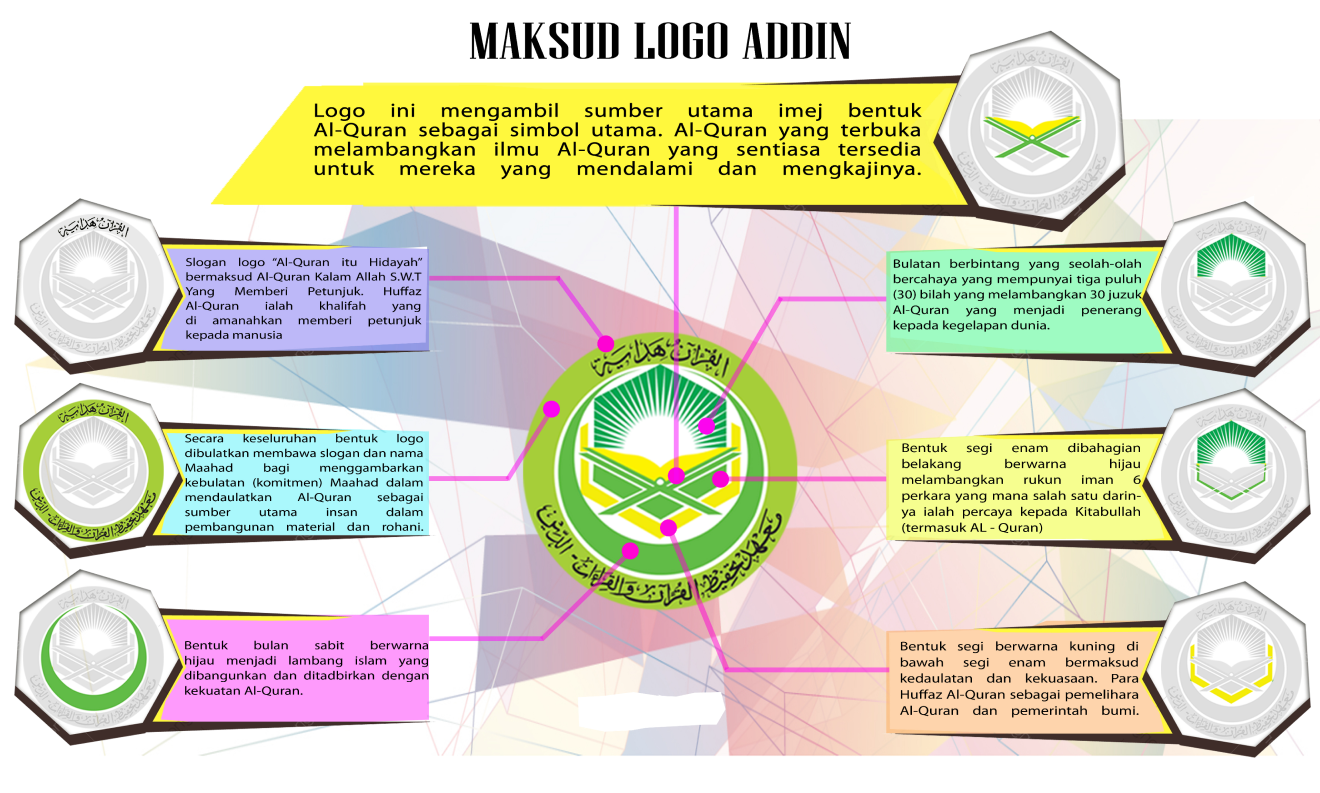 MAKSUD LOGO ADDIN
Logo ini mengambil sumber utama imej bentuk
Al-Quran sebagai simbol utama. Al-Quran yang terbuka
melambangkan ilmu Al-Quran yang sentiasa tersedia
untuk mereka yang mendalami dan mengkajinya.
القرآن هداية
Slogan logo “Al-Quran itu Hidayah”
bermaksud Al-Quran Kalam Allah S.W.T
Yang Memberi Petunjuk. Huffaz
Al-Quran ialah khalifah yang
di amanahkan memberi petunjuk
kepada manusia
Bulatan berbintang yang seolah-olah
bercahaya yang mempunyai tiga puluh
(30) bilah yang melambangkan 30 juzuk
Al-Quran yang menjadi penerang
kepada kegelapan dunia.
القرآن هداية
Secara keseluruhan bentuk logo
dibulatkan membawa slogan dan nama
Maahad bagi menggambarkan
kebulatan (komitmen) Maahad dalam
mendaulatkan Al-Quran sebagai
sumber utama insan dalam
pembangunan material dan rohani.
القرآن هداية
معهد تحفيظ القرآن والقراءات - الدين
Bentuk segi enam dibahagian
belakang berwarna hijau
melambangkan rukun iman 6
perkara yang mana salah satu darin-
ya ialah percaya kepada Kitabullah
(termasuk AL - Quran)
Bentuk bulan sabit berwarna
hijau menjadi lambang islam yang
dibangunkan dan ditadbirkan dengan
kekuatan Al-Quran.
Bentuk segi berwarna kuning di
bawah segi enam bermaksud
kedaulatan dan kekuasaan. Para
Huffaz Al-Quran sebagai pemelihara
Al-Quran dan pemerintah bumi.